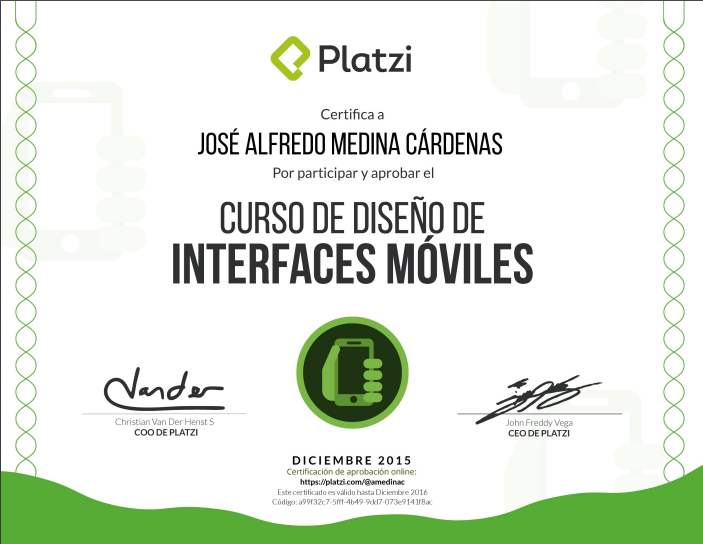 Platzi
Certifica a
JOSÉ ALFREDO MEDINA CÁRDENAS
Por participar y aprobar el
CURSO DE DISEÑO DE
INTERFACES MÓVILES
Vander
Christian Van Der Henst S
COO DE PLATZI
John Freddy Vega
CEO DE PLATZI
DICIEMBRE 2015
Certificación de aprobación online:
https://platzi.com/@amedinac
Este certificado es válido hasta Diciembre 2016
Código: a99f32c7-5fff-4b49-9dd7-073e9141f8ac